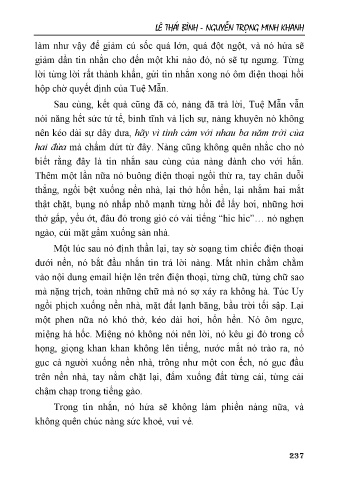 LÊ THÁI BÌNH - NGUYỄN TRỌNG MINH KHANH
làm như vậy để giảm cú sốc quá lớn, quá đột ngột, và nó hứa sẽ
giảm dần tin nhắn cho đến một khi nào đó, nó sẽ tự ngưng. Từng
lời từng lời rất thành khẩn, gửi tin nhắn xong nó ôm điện thoại hồi
hộp chờ quyết định của Tuệ Mẫn.
Sau cùng, kết quả cũng đã có, nàng đã trả lời, Tuệ Mẫn vẫn
nói năng hết sức tử tế, bình tĩnh và lịch sự, nàng khuyên nó không
nên kéo dài sự dây dưa, hãy vì tình cảm với nhau ba năm trời của
hai đứa mà chấm dứt từ đây. Nàng cũng không quên nhắc cho nó
biết rằng đây là tin nhắn sau cùng của nàng dành cho với hắn.
Thêm một lần nữa nó buông điện thoại ngồi thừ ra, tay chân duỗi
thẳng, ngồi bệt xuống nền nhà, lại thở hổn hển, lại nhắm hai mắt
thật chặt, bụng nó nhấp nhô mạnh từng hồi để lấy hơi, những hơi
thở gấp, yếu ớt, đâu đó trong gió có vài tiếng “hic hic”… nó nghẹn
ngào, cúi mặt gầm xuống sàn nhà.
Một lúc sau nó định thần lại, tay sờ soạng tìm chiếc điện thoại
dưới nền, nó bắt đầu nhắn tin trả lời nàng. Mắt nhìn chằm chằm
vào nội dung email hiện lên trên điện thoại, từng chữ, từng chữ sao
mà nặng trịch, toàn những chữ mà nó sợ xảy ra không hà. Túc Uy
ngồi phịch xuống nền nhà, mặt đất lạnh băng, bầu trời tối sập. Lại
một phen nữa nó khó thở, kéo dài hơi, hổn hển. Nó ôm ngực,
miệng há hốc. Miệng nó không nói nên lời, nó kêu gì đó trong cổ
họng, giọng khan khan không lên tiếng, nước mắt nó trào ra, nó
gục cả người xuống nền nhà, trông như một con ếch, nó gục đầu
trên nền nhà, tay nắm chặt lại, đấm xuống đất từng cái, từng cái
chậm chạp trong tiếng gào.
Trong tin nhắn, nó hứa sẽ không làm phiền nàng nữa, và
không quên chúc nàng sức khoẻ, vui vẻ.
237